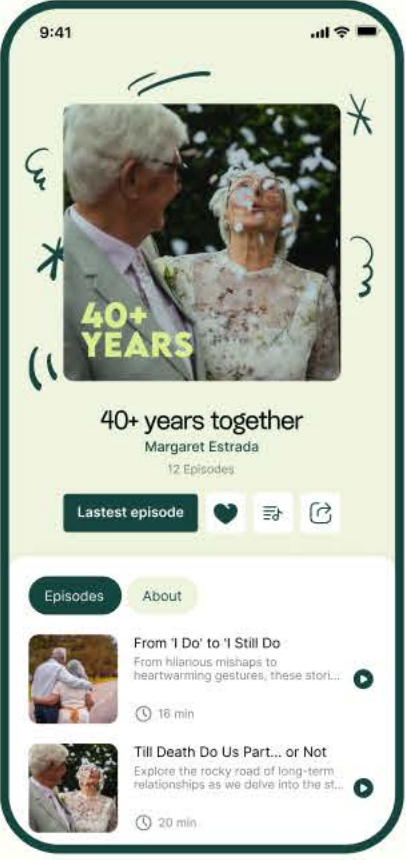 9:41
40+
YEARS
40+ years together
Margaret Estrada
12 Episodes
Lastest episode
Episodes
About
From 'I Do' to 'I Still Do
From hilarious mishaps to
heartwarming gestures, these stori...
16 min
Till Death Do Us Part... or Not
Explore the rocky road of long-term
relationships as we delve into the st...
20 min